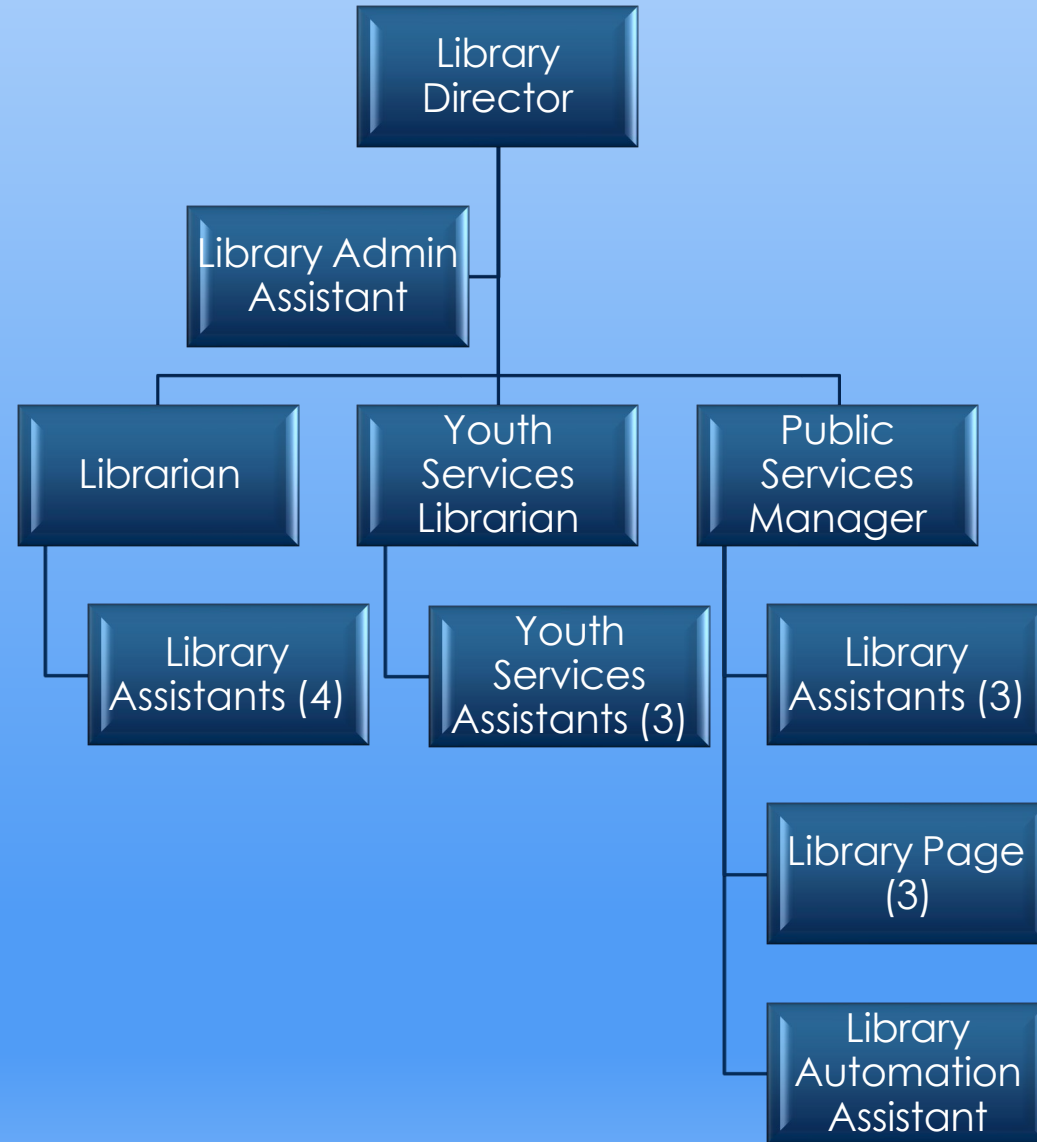 Library
Director
Library Admin
Assistant
Librarian
Youth
Services
Librarian
Public
Services
Manager
Library
Assistants (4)
Youth
Services
Assistants (3)
Library
Assistants (3)
Library Page
(3)
Library
Automation
Assistant